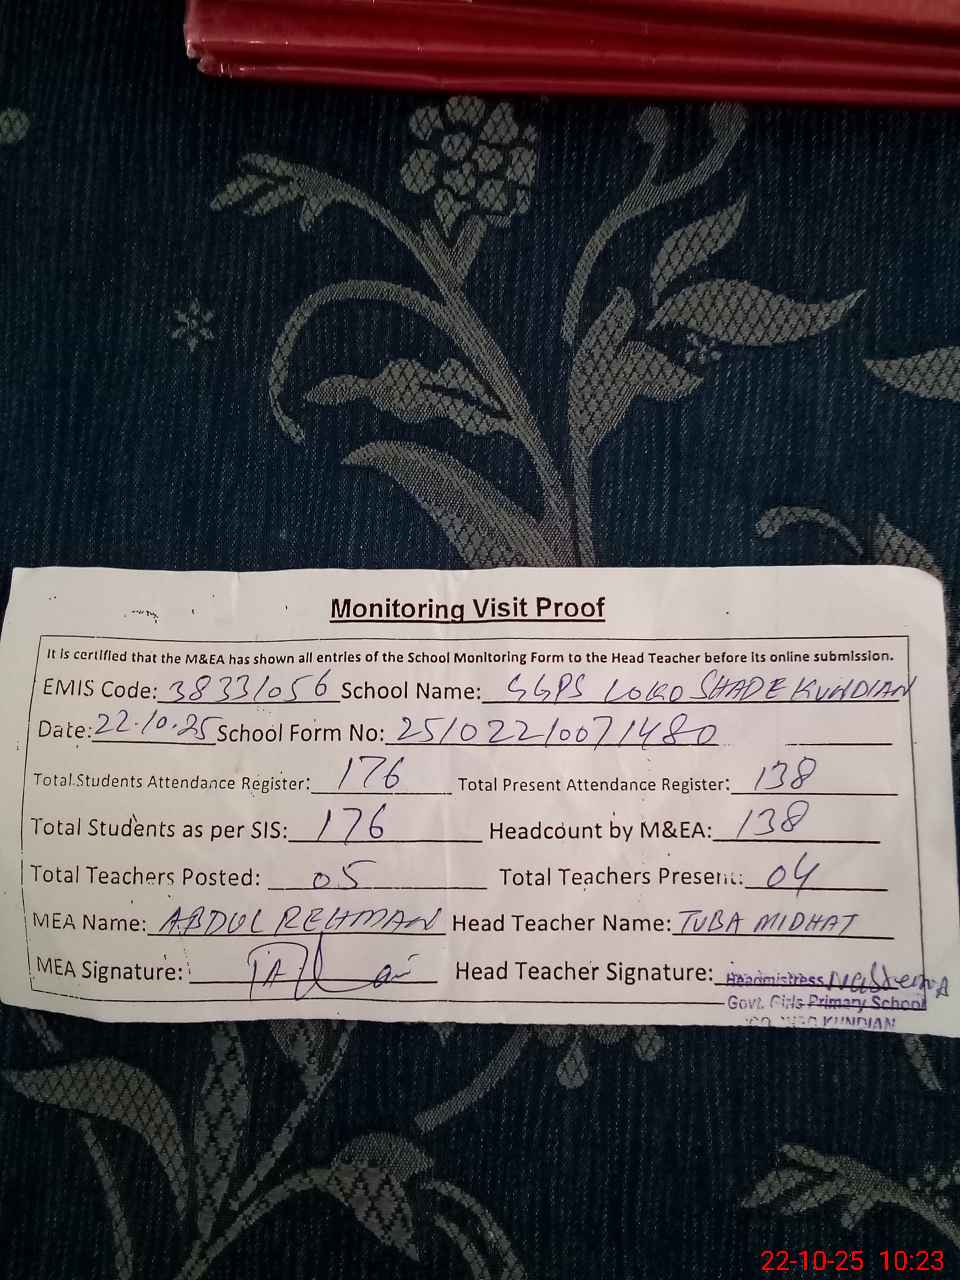 Monitoring Visit Proof
It is certified that the M&EA has shown all entries of the School Monitoring Form to the Head Teacher before its online submission.
EMIS Code: 38331056 School Name: GGPS LOKO SHADE KUNDIAN
Date: 22.10.25 School Form No: 25102210071480
Total Students Attendance Register: 176 Total Present Attendance Register: 138
Total Students as per SIS: 176 Headcount by M&EA: 138
Total Teachers Posted: 05 Total Teachers Present: 04
MEA Name: ABDUL REHMAN Head Teacher Name: TUBA MIDHAT
MEA Signature: Head Teacher Signature:
Headmistress
Govt. Girls Primary School
KUNDIAN
22-10-25 10:23